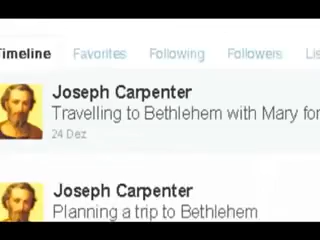 Timeline Favorites Following Followers
Joseph Carpenter
Travelling to Bethlehem with Mary for
24 Dez
Joseph Carpenter
Planning a trip to Bethlehem